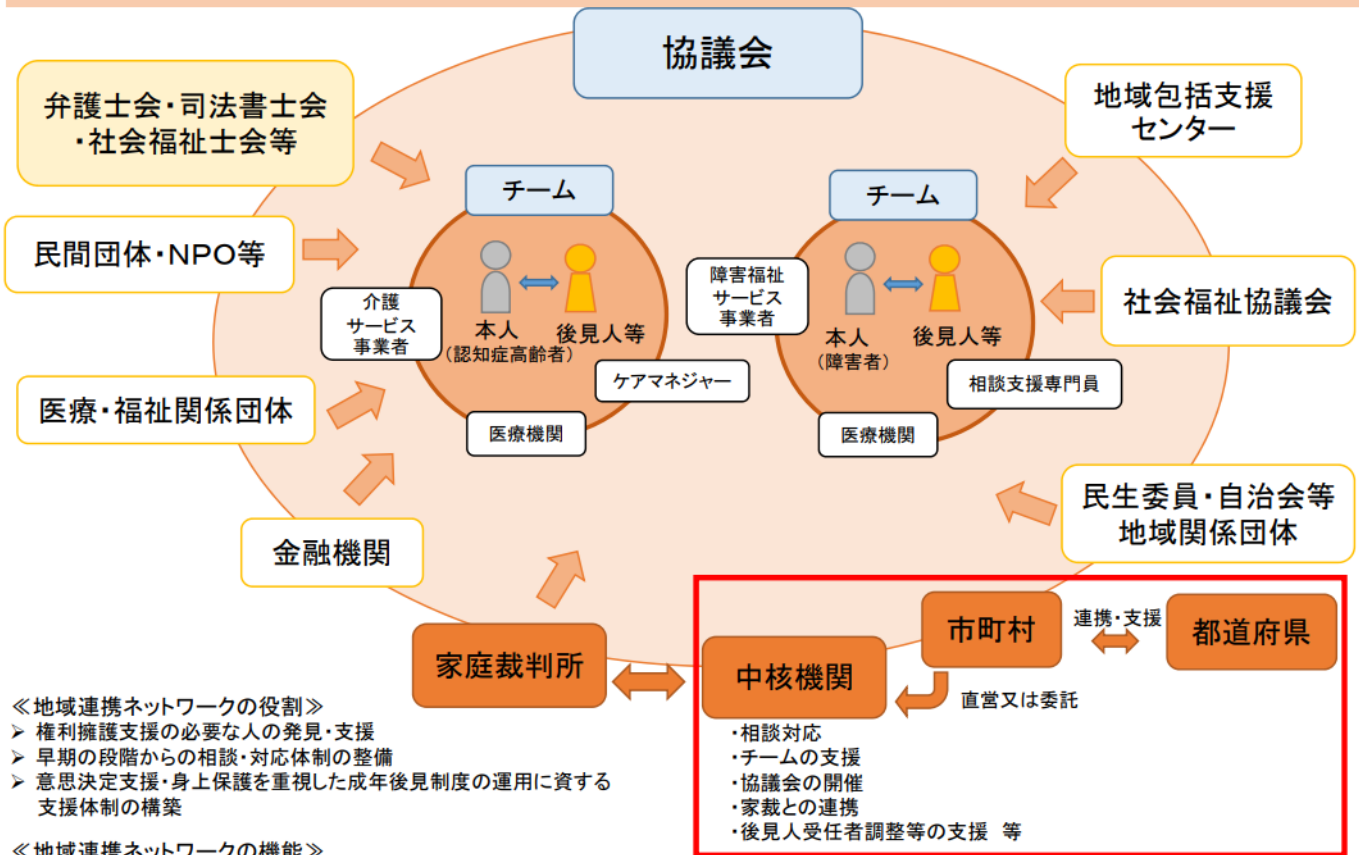 協議会
弁護士会・司法書士会
・社会福祉士会等
民間団体・NPO等
医療・福祉関係団体
金融機関
地域包括支援
センター
社会福祉協議会
民生委員・自治会等
地域関係団体
チーム
介護
サービス
事業者
本人
(認知症高齢者)
後見人等
ケアマネジャー
医療機関
チーム
障害福祉
サービス
事業者
本人
(障害者)
後見人等
相談支援専門員
医療機関
家庭裁判所
中核機関
市町村
連携・支援
都道府県
直営又は委託
・相談対応
・チームの支援
・協議会の開催
・家裁との連携
・後見人受任者調整等の支援 等
≪地域連携ネットワークの役割≫
➢ 権利擁護支援の必要な人の発見・支援
➢ 早期の段階からの相談・対応体制の整備
➢ 意思決定支援・身上保護を重視した成年後見制度の運用に資する
支援体制の構築
≪地域連携ネットワークの機能≫